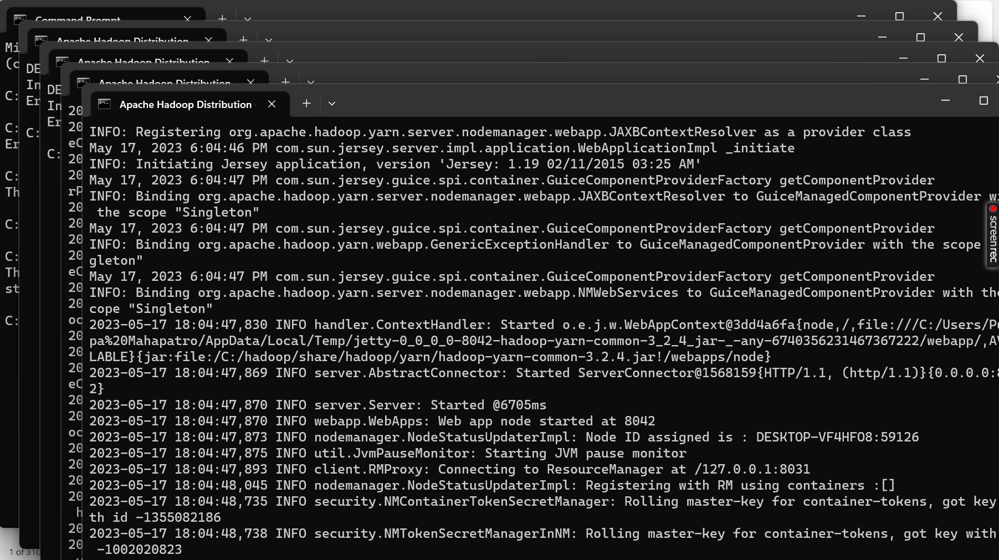 Command Prompt
Apache Hadoop Distribution
Apache Hadoop Distribution
Apache Hadoop Distribution
Apache Hadoop Distribution
INFO: Registering org.apache.hadoop.yarn.server.nodemanager.webapp.JAXBContextResolver as a provider class
May 17, 2023 6:04:46 PM com.sun.jersey.server.impl.application.WebApplicationImpl _initiate
INFO: Initiating Jersey application, version 'Jersey: 1.19 02/11/2015 03:25 AM'
May 17, 2023 6:04:47 PM com.sun.jersey.guice.spi.container.GuiceComponentProviderFactory getComponentProvider
INFO: Binding org.apache.hadoop.yarn.server.nodemanager.webapp.JAXBContextResolver to GuiceManagedComponentProvider wi
the scope "Singleton"
May 17, 2023 6:04:47 PM com.sun.jersey.guice.spi.container.GuiceComponentProviderFactory getComponentProvider
INFO: Binding org.apache.hadoop.yarn.webapp.GenericExceptionHandler to GuiceManagedComponentProvider with the scope
gleton"
May 17, 2023 6:04:47 PM com.sun.jersey.guice.spi.container.GuiceComponentProviderFactory getComponentProvider
INFO: Binding org.apache.hadoop.yarn.server.nodemanager.webapp.NMWebServices to GuiceManagedComponentProvider with the
cope "Singleton"
2023-05-17 18:04:47,830 INFO handler.ContextHandler: Started o.e.j.w.WebAppContext@3dd4a6fa{node,/,file:///C:/Users/Pu
pa%20Mahapatro/AppData/Local/Temp/jetty-0_0_0_0-8042-hadoop-yarn-common-3_2_4_jar-_-any-6740356231467367222/webapp/,AV
LABLE}{jar:file:/C:/hadoop/share/hadoop/yarn/hadoop-yarn-common-3.2.4.jar!/webapps/node}
2023-05-17 18:04:47,869 INFO server.AbstractConnector: Started ServerConnector@1568159{HTTP/1.1, (http/1.1)}{0.0.0.0:8
2}
2023-05-17 18:04:47,870 INFO server.Server: Started @6705ms
2023-05-17 18:04:47,870 INFO webapp.WebApps: Web app node started at 8042
2023-05-17 18:04:47,873 INFO nodemanager.NodeStatusUpdaterImpl: Node ID assigned is : DESKTOP-VF4HFO8:59126
2023-05-17 18:04:47,875 INFO util.JvmPauseMonitor: Starting JVM pause monitor
2023-05-17 18:04:47,893 INFO client.RMProxy: Connecting to ResourceManager at /127.0.0.1:8031
2023-05-17 18:04:48,045 INFO nodemanager.NodeStatusUpdaterImpl: Registering with RM using containers :[]
2023-05-17 18:04:48,735 INFO security.NMContainerTokenSecretManager: Rolling master-key for container-tokens, got key
th id -1355082186
2023-05-17 18:04:48,738 INFO security.NMTokenSecretManagerInNM: Rolling master-key for container-tokens, got key with
-1002020823
screenrec
1 of 310